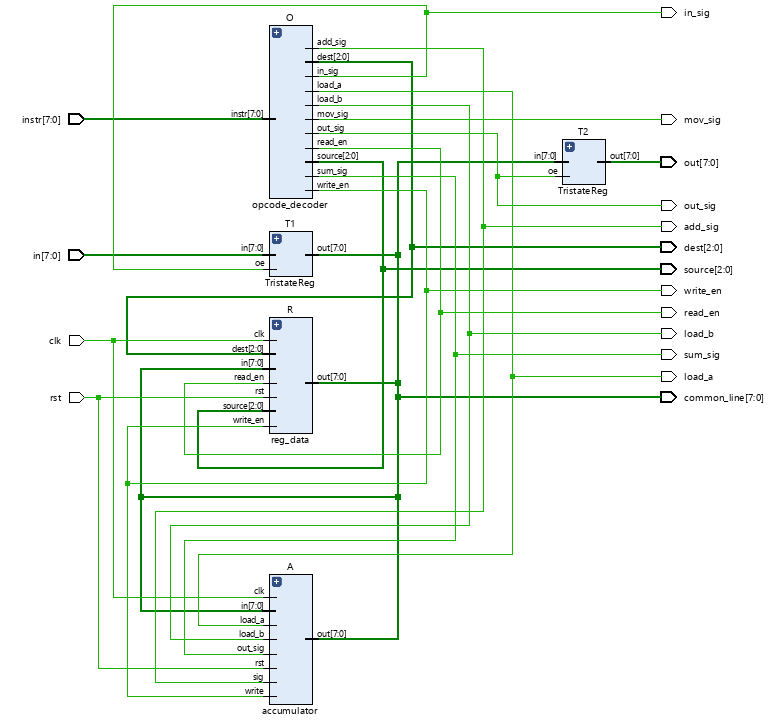 O
in_sig
add_sig
dest[2:0]
in_sig
load_a
load_b
instr[7:0]
instr[7:0]
mov_sig
mov_sig
out_sig
read_en
source[2:0]
sum_sig
write_en
opcode_decoder
T2
in[7:0]
out[7:0]
out[7:0]
oe
TristateReg
out_sig
T1
add_sig
in[7:0]
in[7:0]
out[7:0]
dest[2:0]
oe
source[2:0]
TristateReg
write_en
R
read_en
clk
clk
load_b
dest[2:0]
sum_sig
in[7:0]
read_en
out[7:0]
load_a
rst
rst
common_line[7:0]
source[2:0]
write_en
reg_data
A
clk
in[7:0]
load_a
load_b
out[7:0]
out_sig
rst
sig
write
accumulator